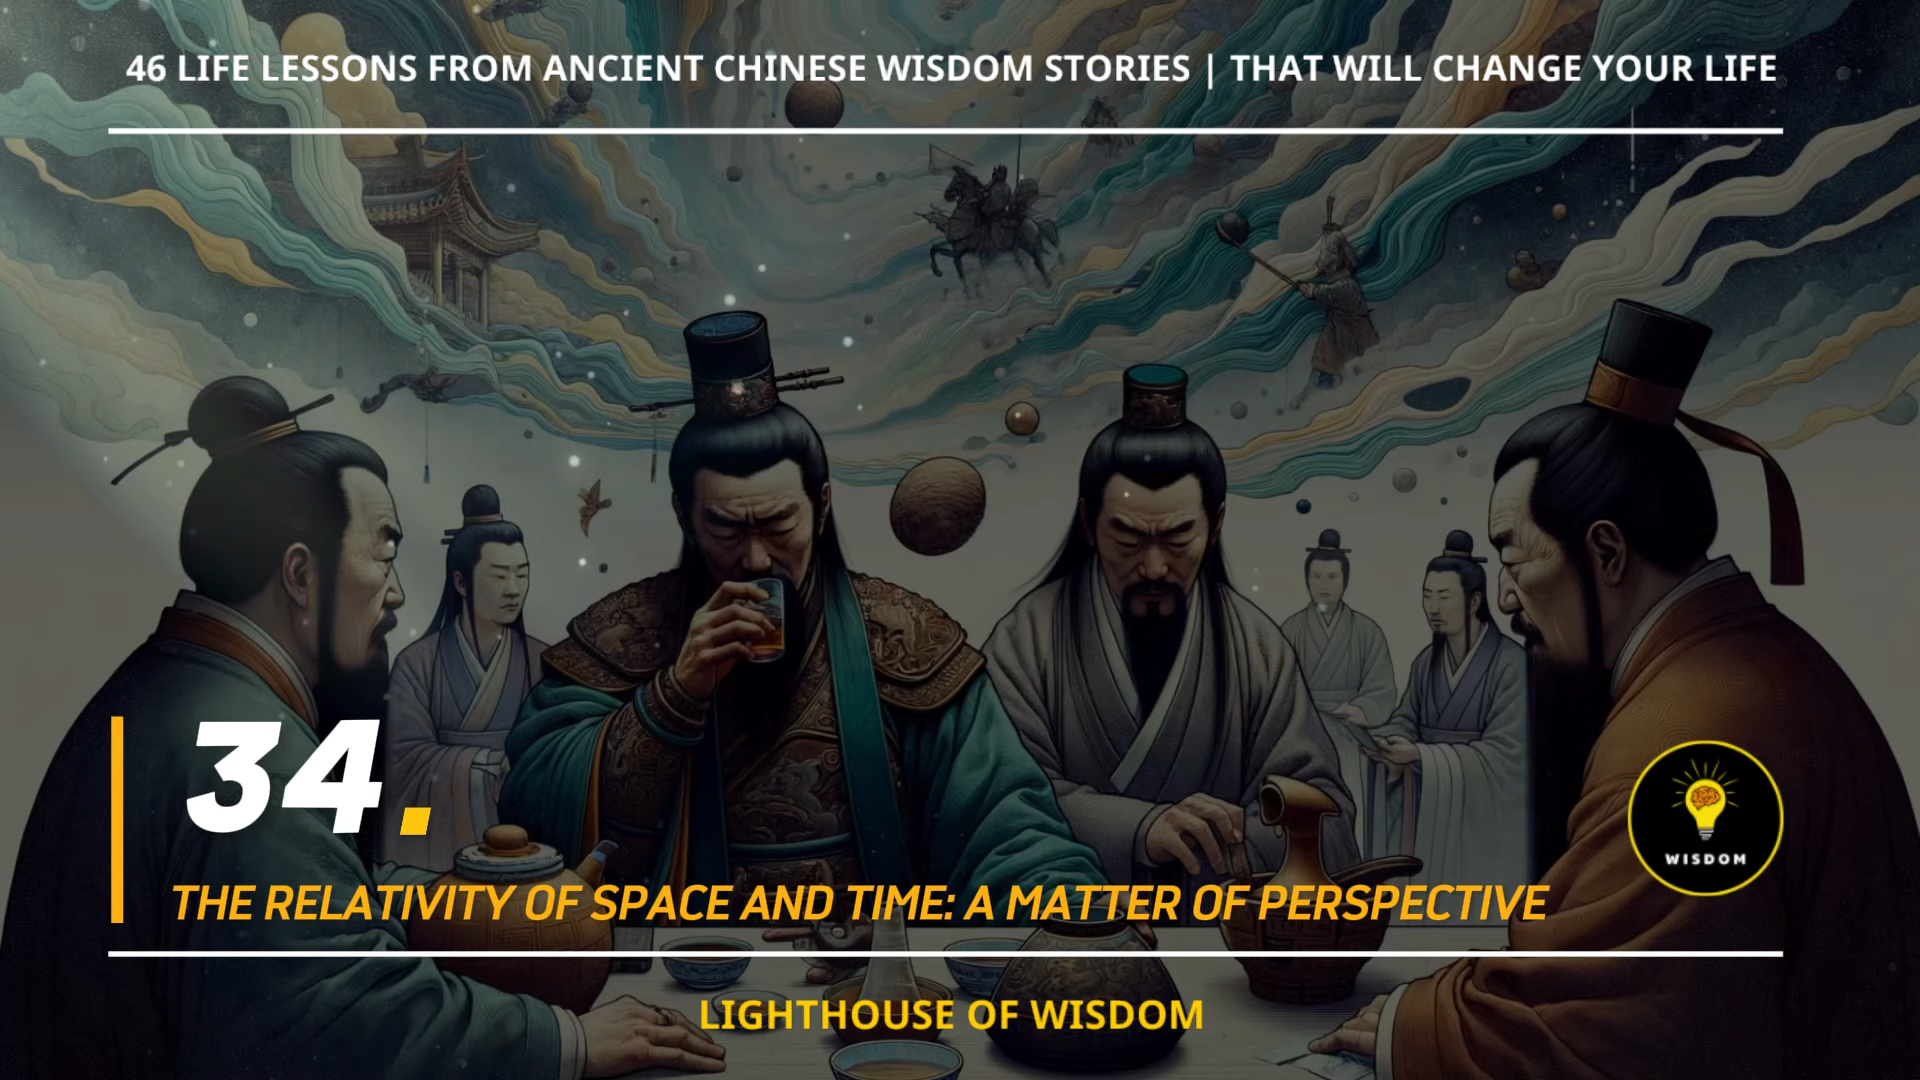 46 LIFE LESSONS FROM ANCIENT CHINESE WISDOM STORIES | THAT WILL CHANGE YOUR LIFE
34.
WISDOM
THE RELATIVITY OF SPACE AND TIME: A MATTER OF PERSPECTIVE
LIGHTHOUSE OF WISDOM